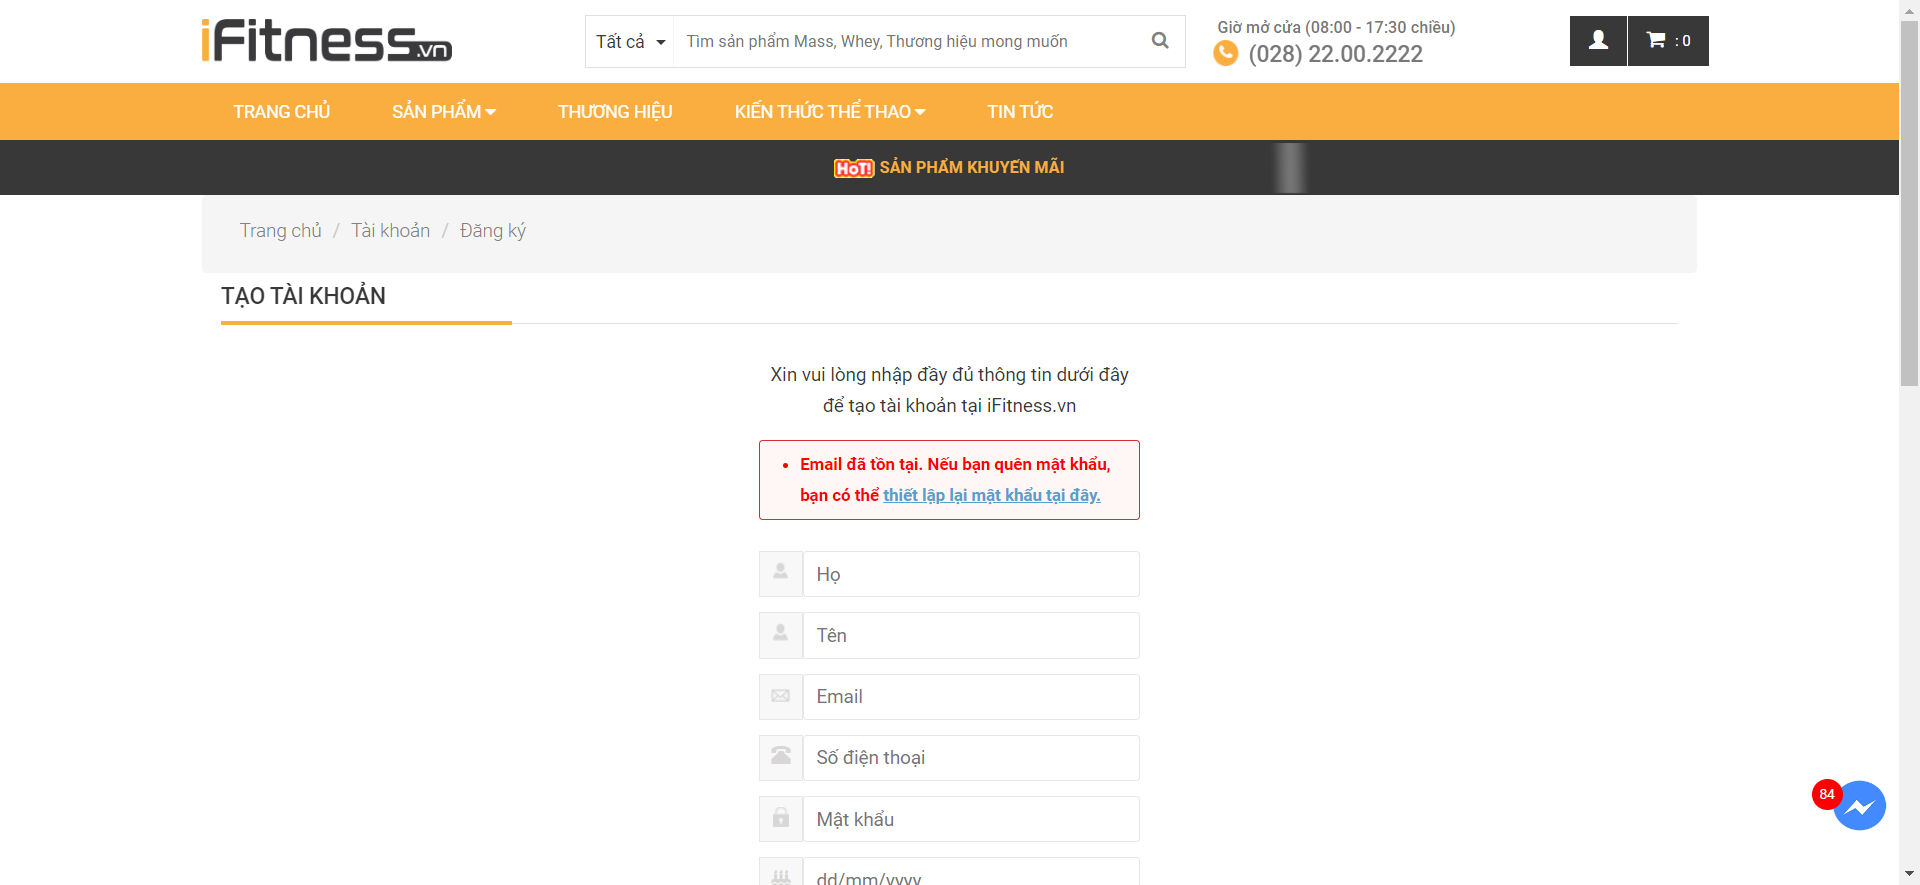 iFitness.vn
Tất cả
Tìm sản phẩm Mass, Whey, Thương hiệu mong muốn
Giờ mở cửa (08:00 - 17:30 chiều)
(028) 22.00.2222
: 0
TRANG CHỦ
SẢN PHẨM
THƯƠNG HIỆU
KIẾN THỨC THỂ THAO
TIN TỨC
HOT! SẢN PHẨM KHUYẾN MÃI
Trang chủ / Tài khoản / Đăng ký
TẠO TÀI KHOẢN
Xin vui lòng nhập đầy đủ thông tin dưới đây
để tạo tài khoản tại iFitness.vn
Email đã tồn tại. Nếu bạn quên mật khẩu,
bạn có thể thiết lập lại mật khẩu tại đây.
Họ
Tên
Email
Số điện thoại
84
Mật khẩu
dd/mm/yyyy